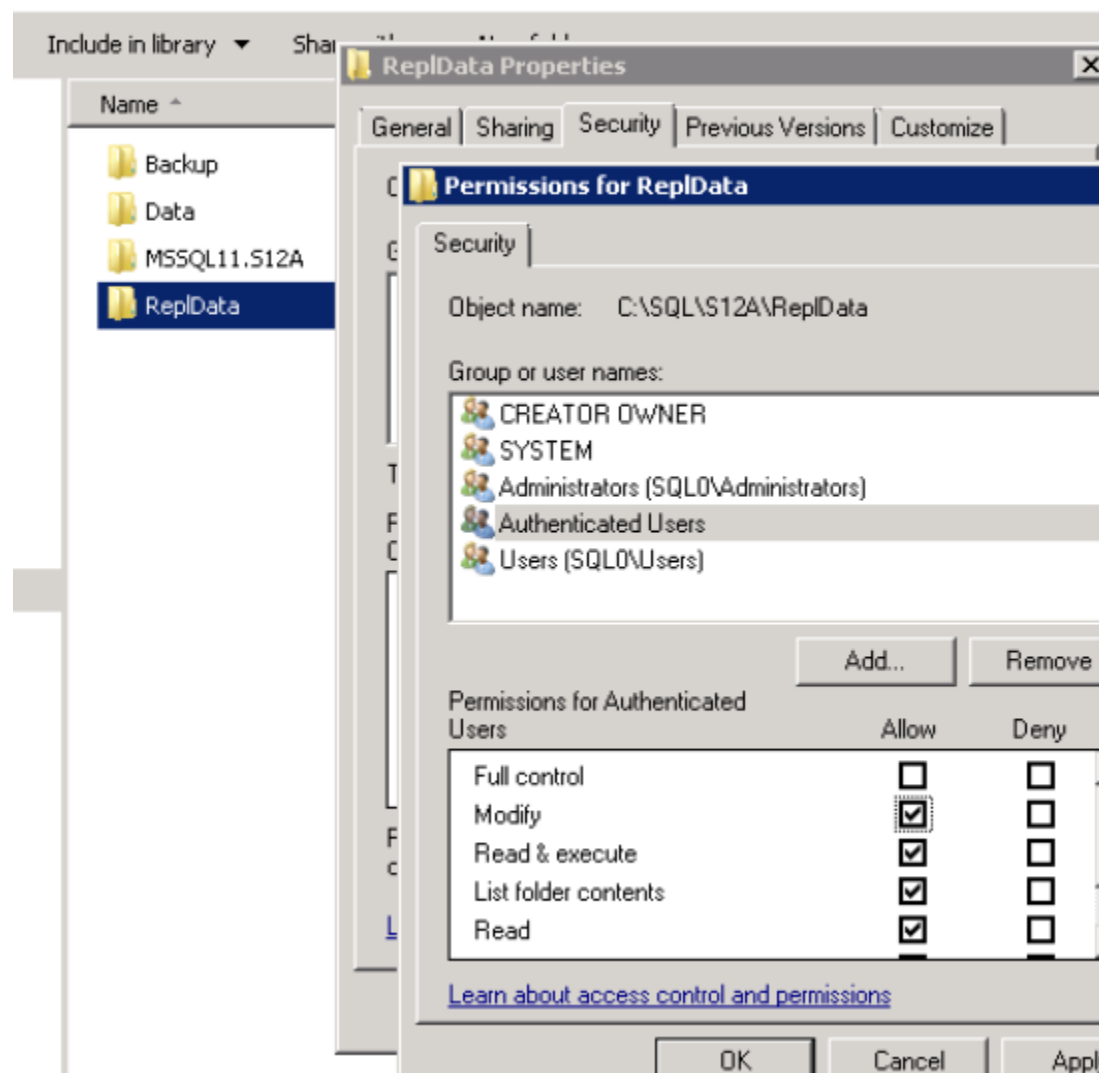 Include in library
ReplData Properties
Name
General Sharing Security Previous Versions Customize
Backup
Data
MSSQL11.S12A
ReplData
Permissions for ReplData
Security
Object name: C:\SQL\S12A\ReplData
Group or user names:
CREATOR OWNER
SYSTEM
Administrators (SQL0\Administrators)
Authenticated Users
Users (SQL0\Users)
Add... Remove
Permissions for Authenticated
Users Allow Deny
Full control
Modify
Read & execute
List folder contents
Read
Learn about access control and permissions
OK Cancel